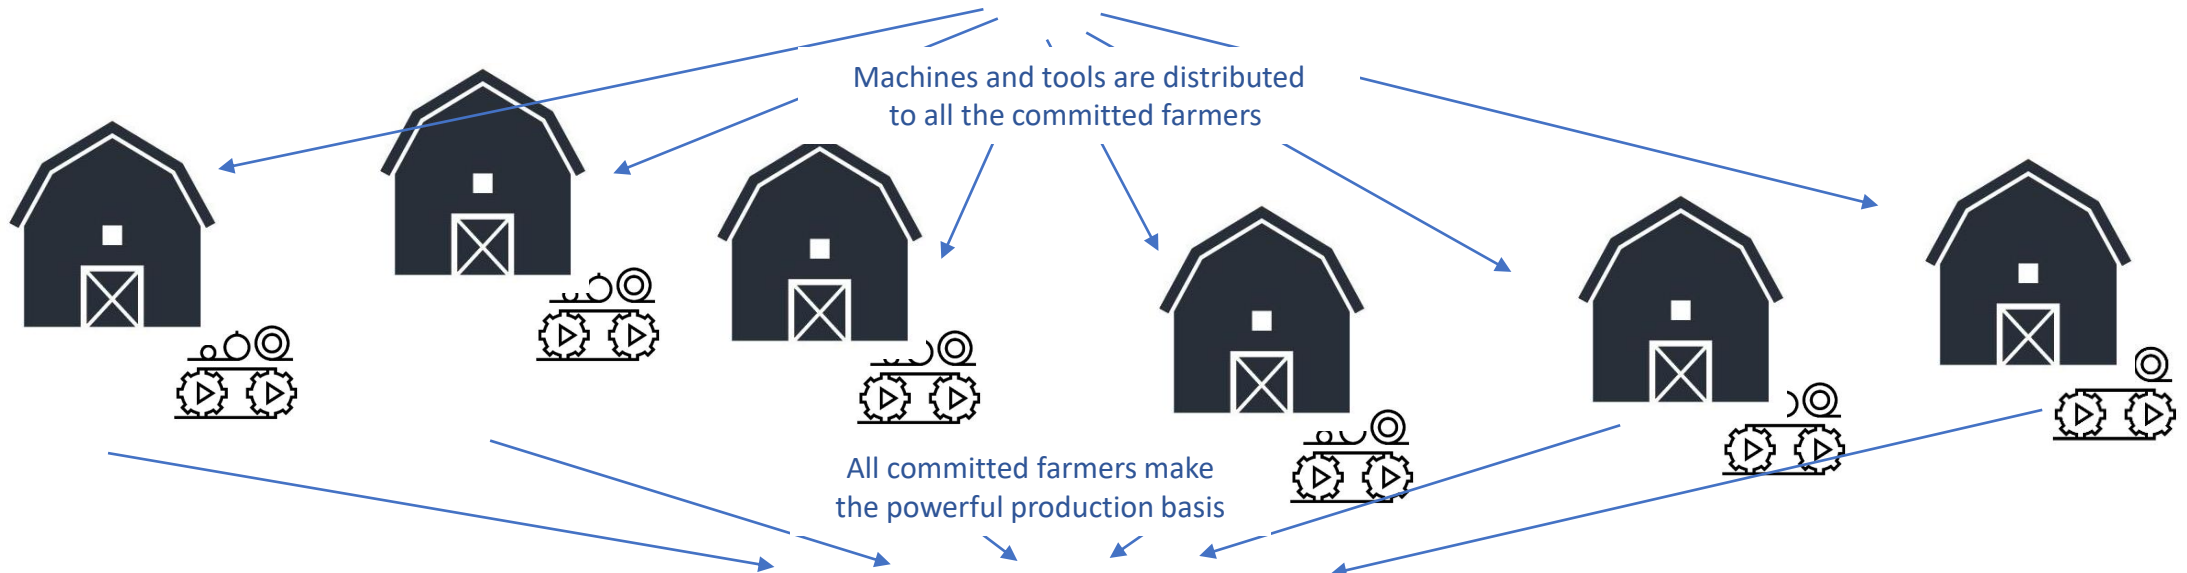 Machines and tools are distributed
to all the committed farmers
All committed farmers make
the powerful production basis